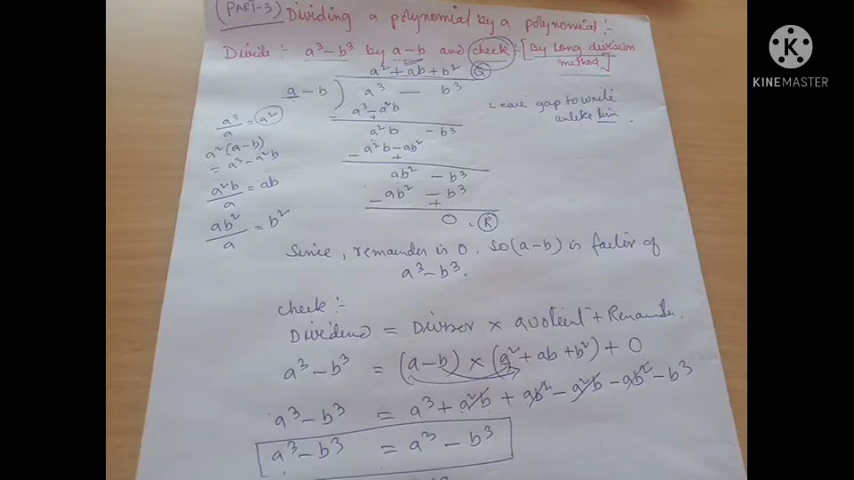 (PART-3) Dividing a polynomial by a polynomial :-
Divide :- a³-b³ by a-b and check :- [By long division method]
a²+ab+b² Q
a-b ) a³ - b³
a³-a²b
+
a²b - b³
- a²b - ab²
+
ab² - b³
- ab² - b³
+
0. R
a³/a = a²
a²(a-b)
= a³-a²b
a²b/a = ab
ab²/a = b²
Leave gap to write
unlike
Since, remainder is 0. so (a-b) is factor of
a³-b³.
check :-
Dividend = Divisor × quotient + Remainder.
a³-b³ = (a-b) × (a²+ab+b²) + 0
a³-b³ = a³+a²b+ab²-a²b-ab²-b³
a³-b³ = a³-b³
K
KINEMASTER